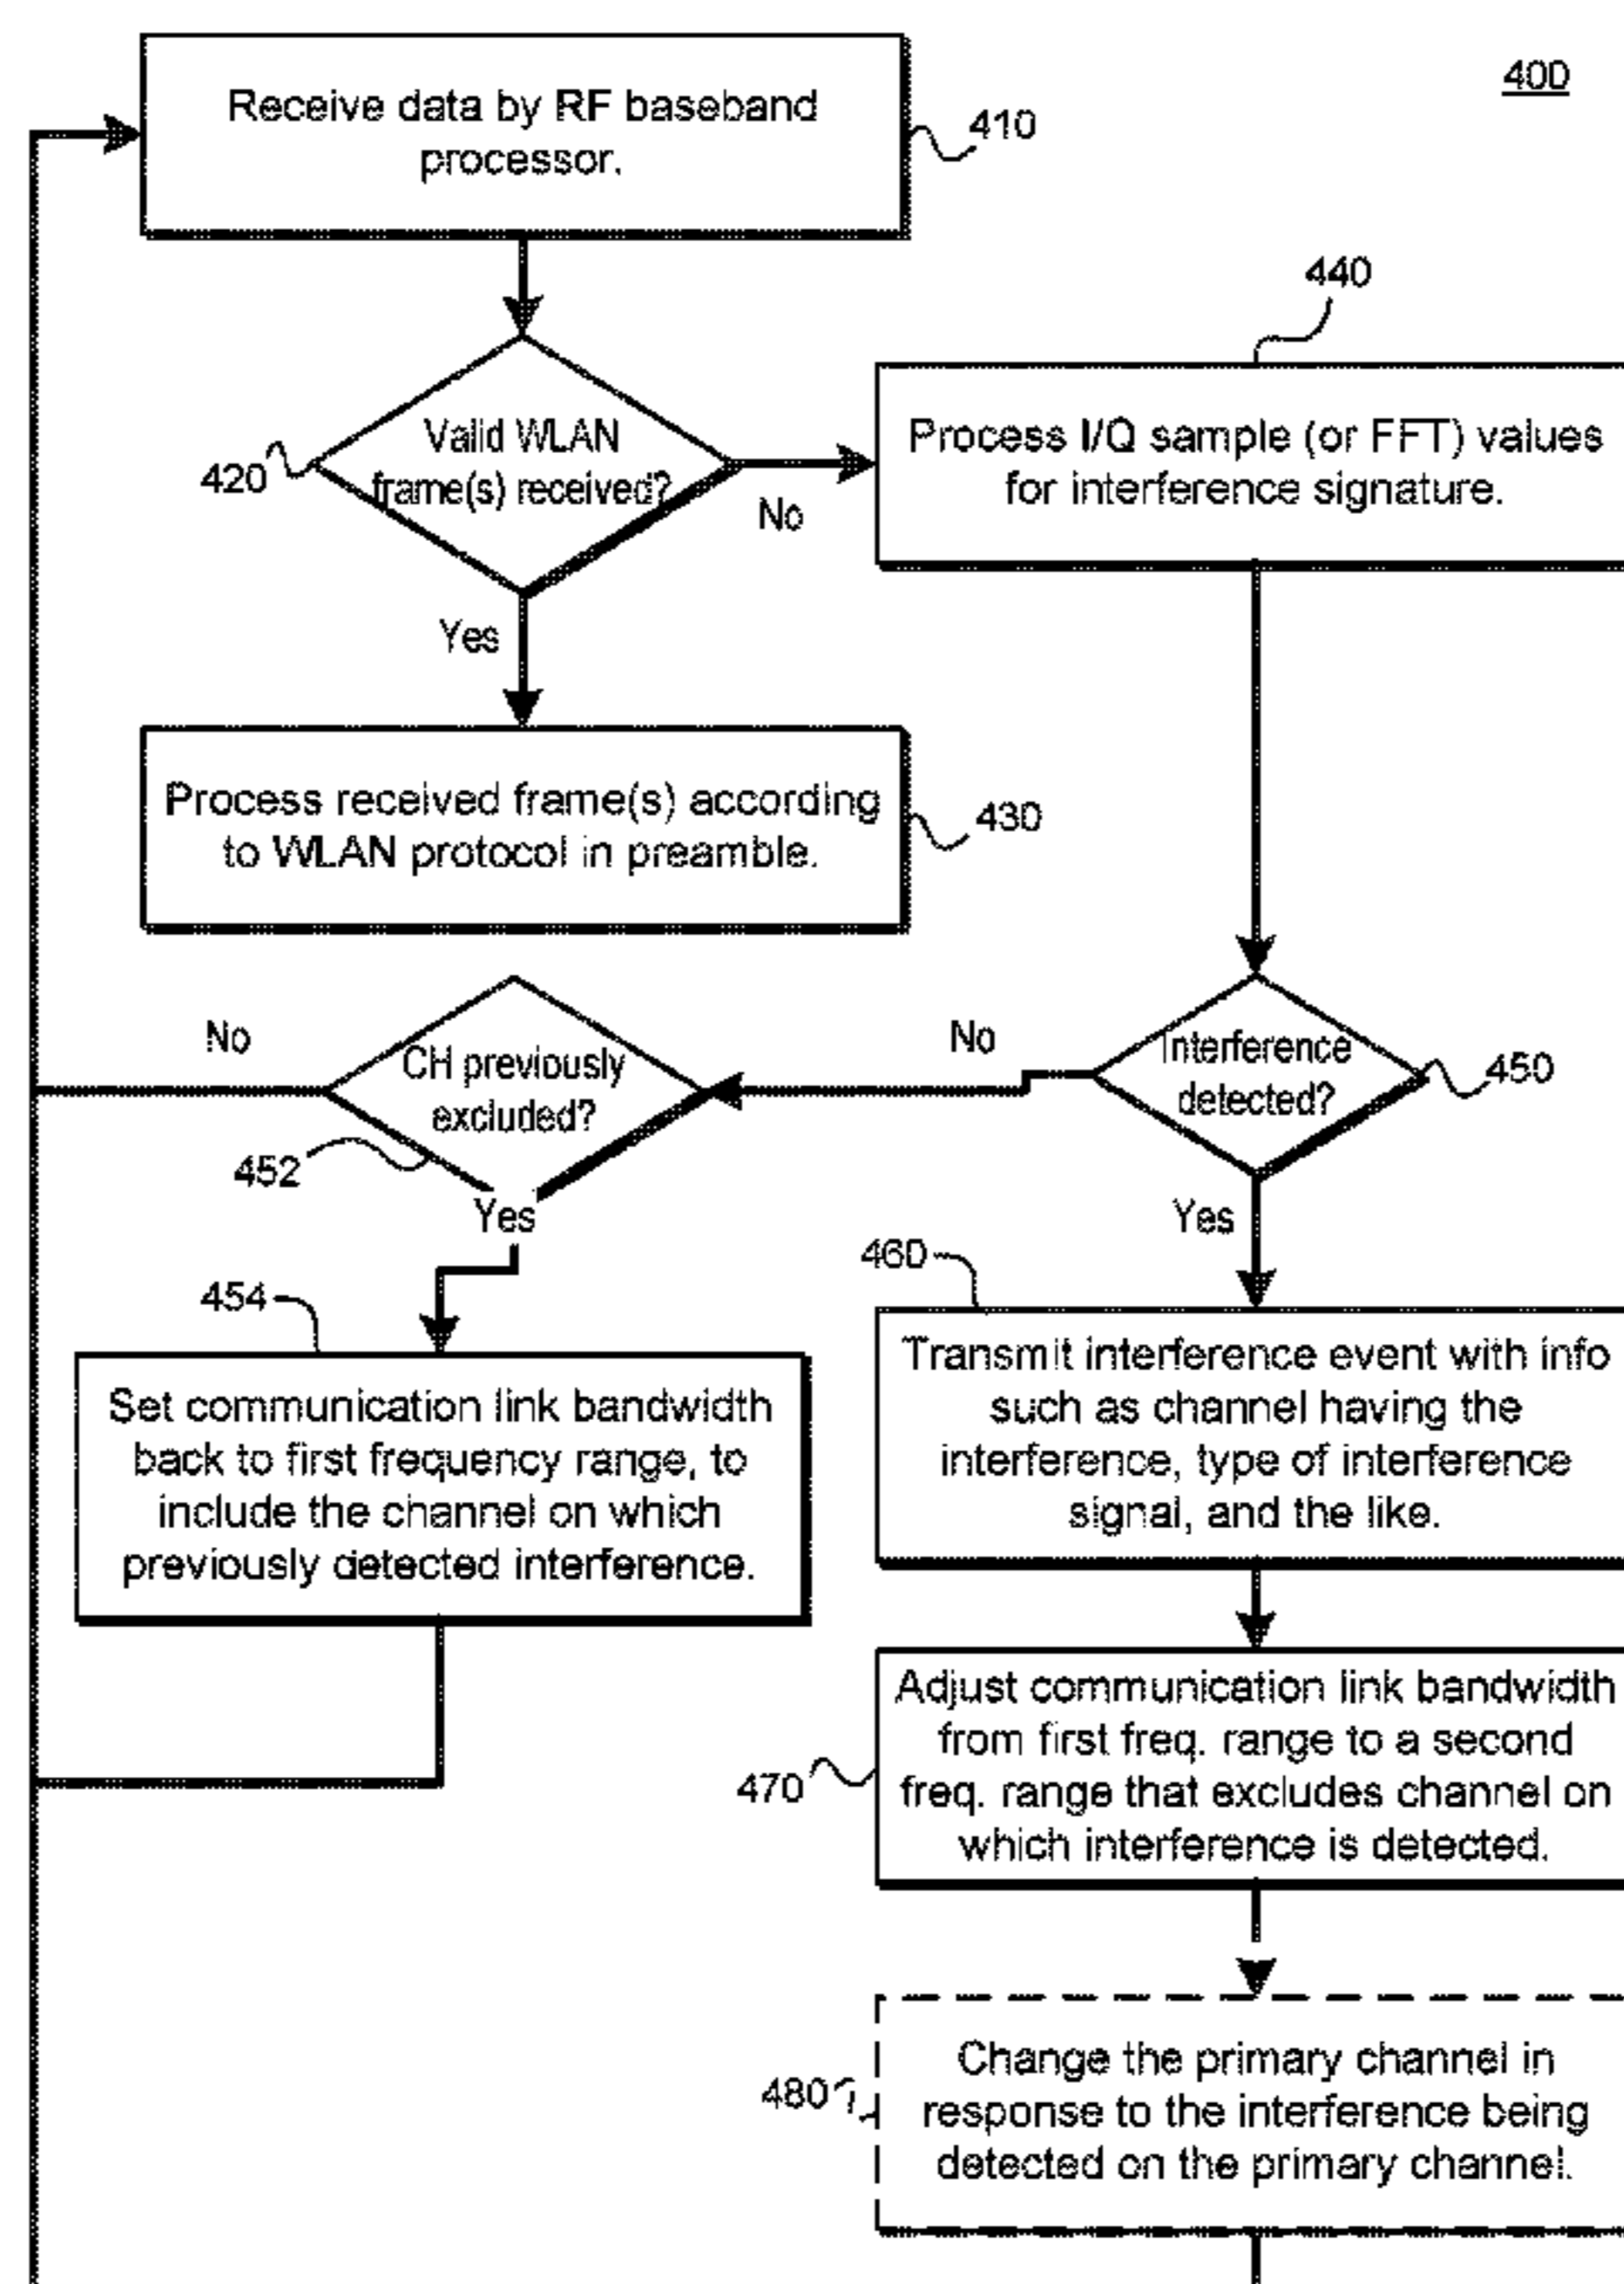 400
Receive data by RF baseband
processor.
410
440
Valid WLAN
frame(s) received?
420
No
Process I/Q sample (or FFT) values
for interference signature.
Yes
Process received frame(s) according
to WLAN protocol in preamble.
430
No
CH previously
excluded?
452
No
Interference
detected?
450
Yes
Yes
454
460
Set communication link bandwidth
back to first frequency range, to
include the channel on which
previously detected interference.
Transmit interference event with info
such as channel having the
interference, type of interference
signal, and the like.
Adjust communication link bandwidth
from first freq. range to a second
freq. range that excludes channel on
which interference is detected.
470
Change the primary channel in
response to the interference being
detected on the primary channel.
480